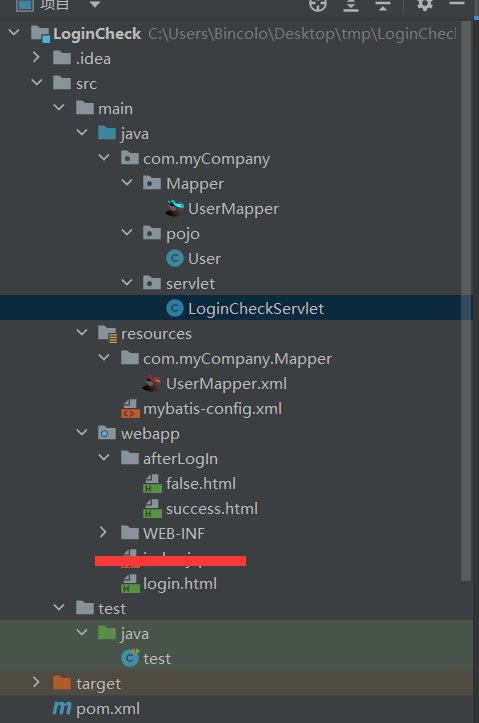 项目
LoginCheck C:\Users\Bincolo\Desktop\tmp\LoginChec
.idea
src
main
java
com.myCompany
Mapper
UserMapper
pojo
User
servlet
LoginCheckServlet
resources
com.myCompany.Mapper
UserMapper.xml
mybatis-config.xml
webapp
afterLogIn
false.html
success.html
WEB-INF
login.html
test
java
test
target
pom.xml